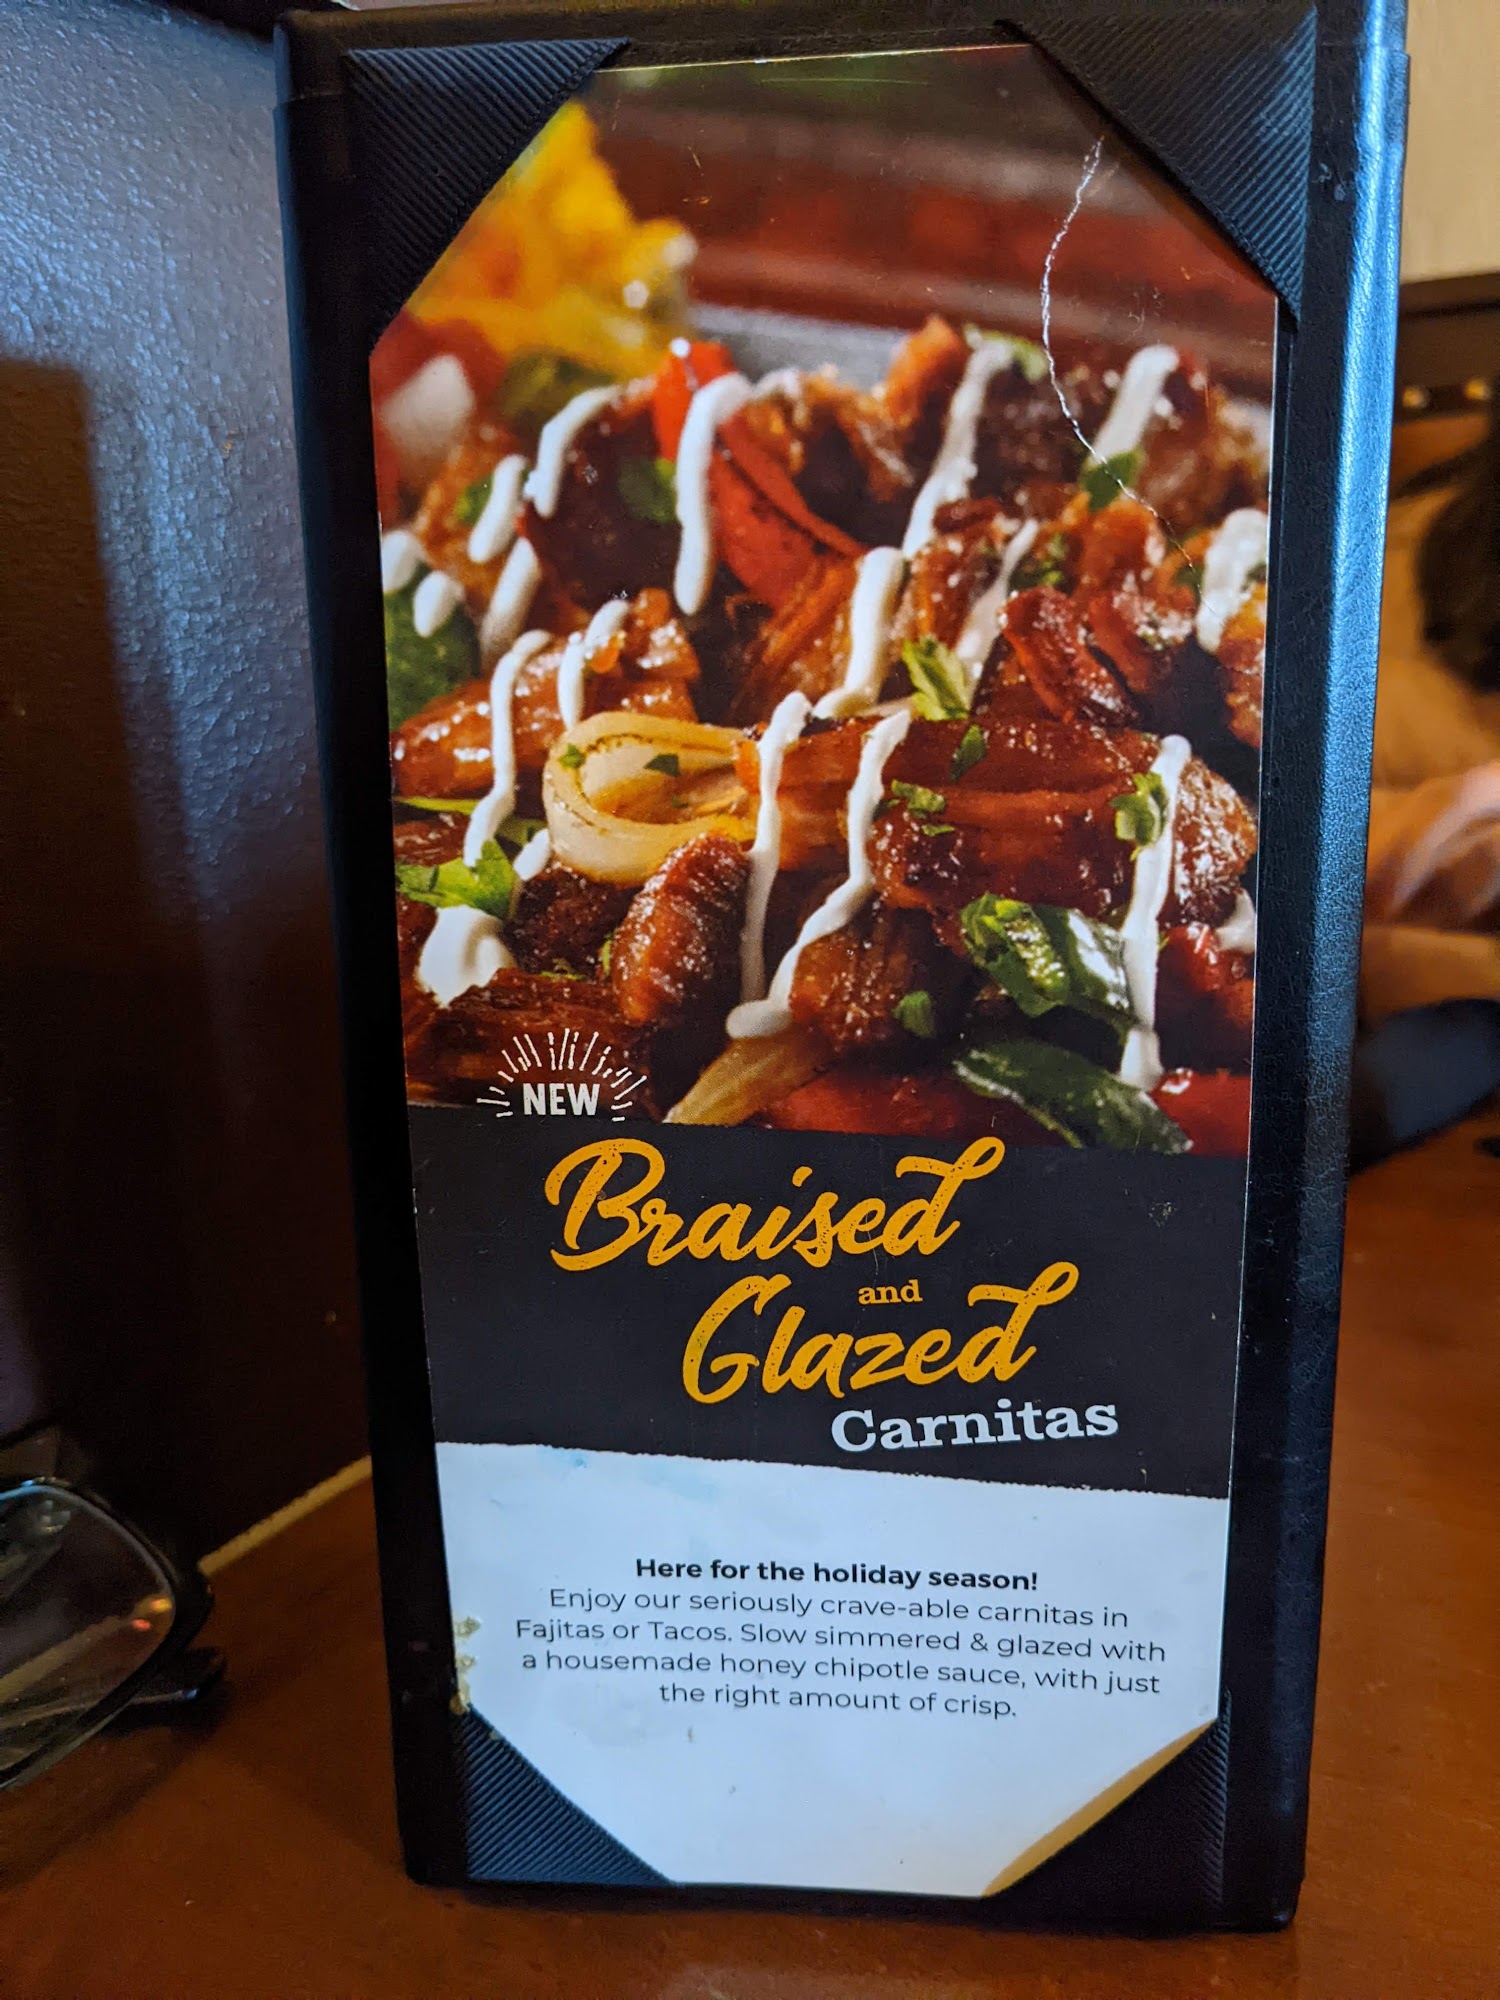 NEW
Braised
and
Glazed
Carnitas
Here for the holiday season!
Enjoy our seriously crave-able carnitas in
Fajitas or Tacos. Slow simmered & glazed with
a housemade honey chipotle sauce, with just
the right amount of crisp.